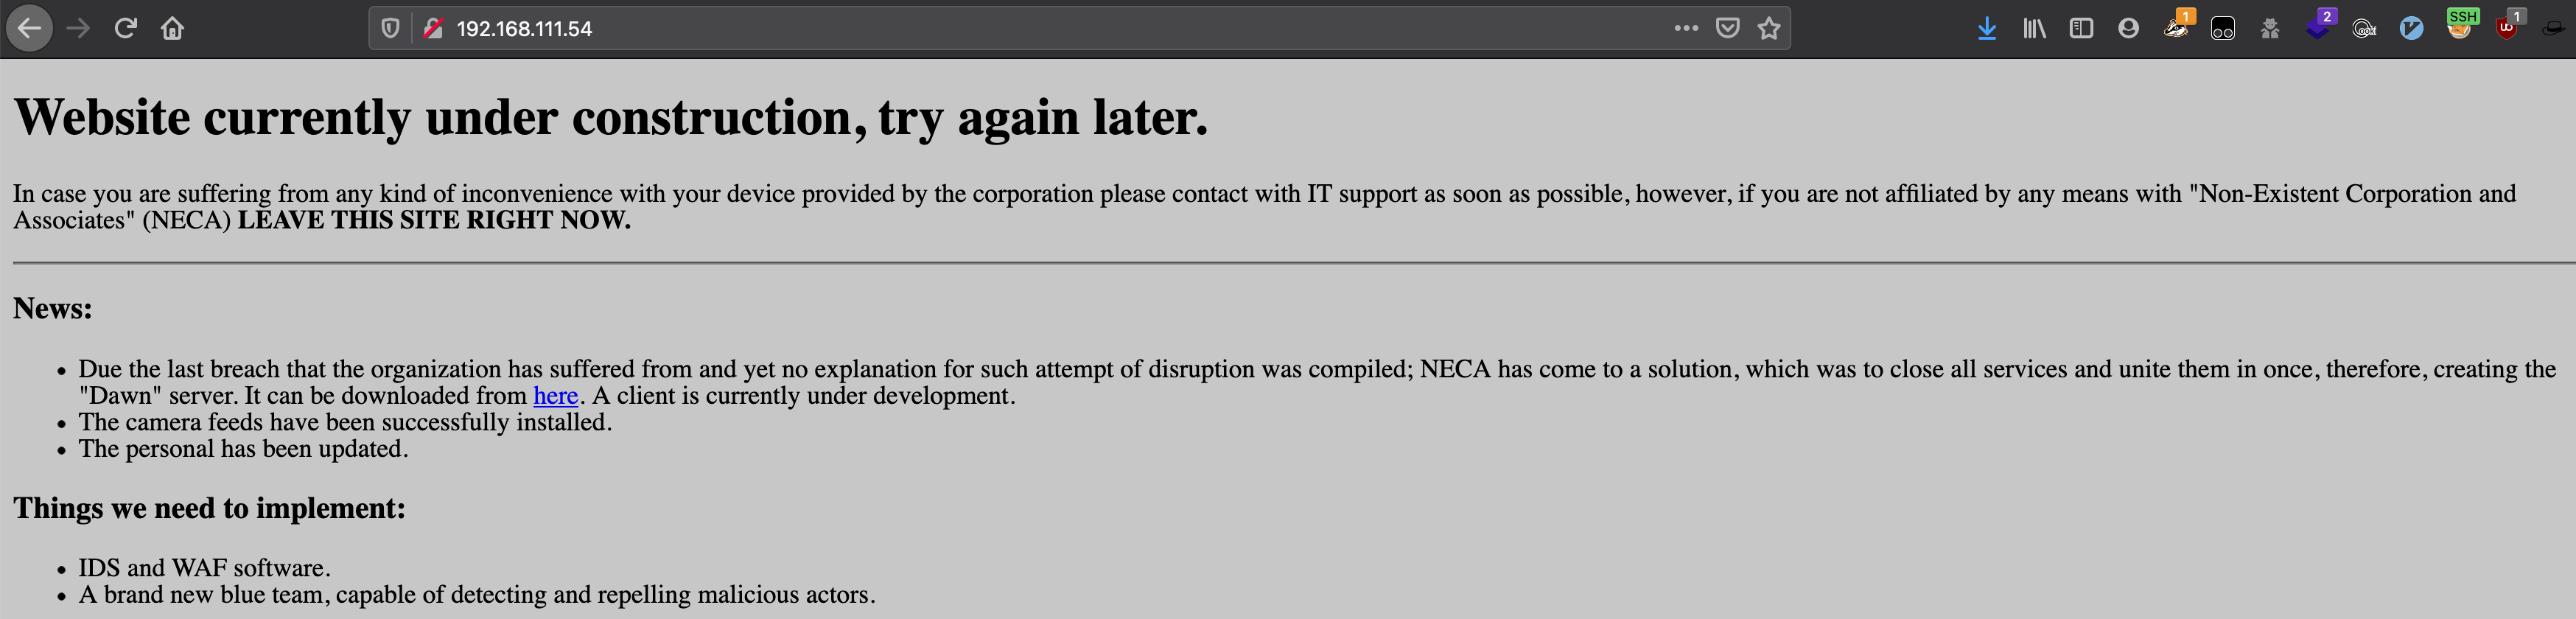 192.168.111.54
1
2
SSH
1
Website currently under construction, try again later.
In case you are suffering from any kind of inconvenience with your device provided by the corporation please contact with IT support as soon as possible, however, if you are not affiliated by any means with "Non-Existent Corporation and
Associates" (NECA) LEAVE THIS SITE RIGHT NOW.
News:
Due the last breach that the organization has suffered from and yet no explanation for such attempt of disruption was compiled; NECA has come to a solution, which was to close all services and unite them in once, therefore, creating the
"Dawn" server. It can be downloaded from here. A client is currently under development.
The camera feeds have been successfully installed.
The personal has been updated.
Things we need to implement:
IDS and WAF software.
A brand new blue team, capable of detecting and repelling malicious actors.